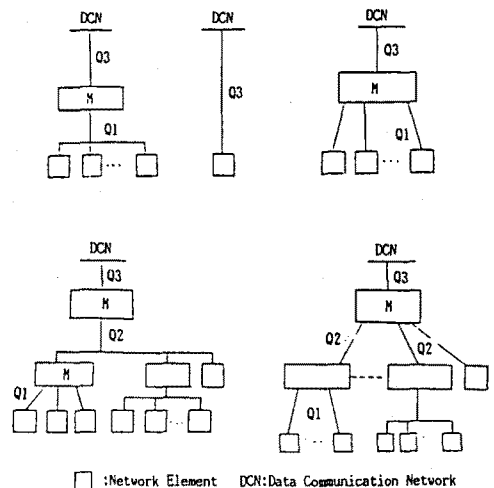 DCN
Q3
M
Q1
...
DCN
Q3
DCN
Q3
M
Q1
...
DCN
Q3
M
Q2
M
Q1
...
DCN
Q3
M
Q2
Q2
Q1
...
...
:Network Element DCN:Data Communication Network